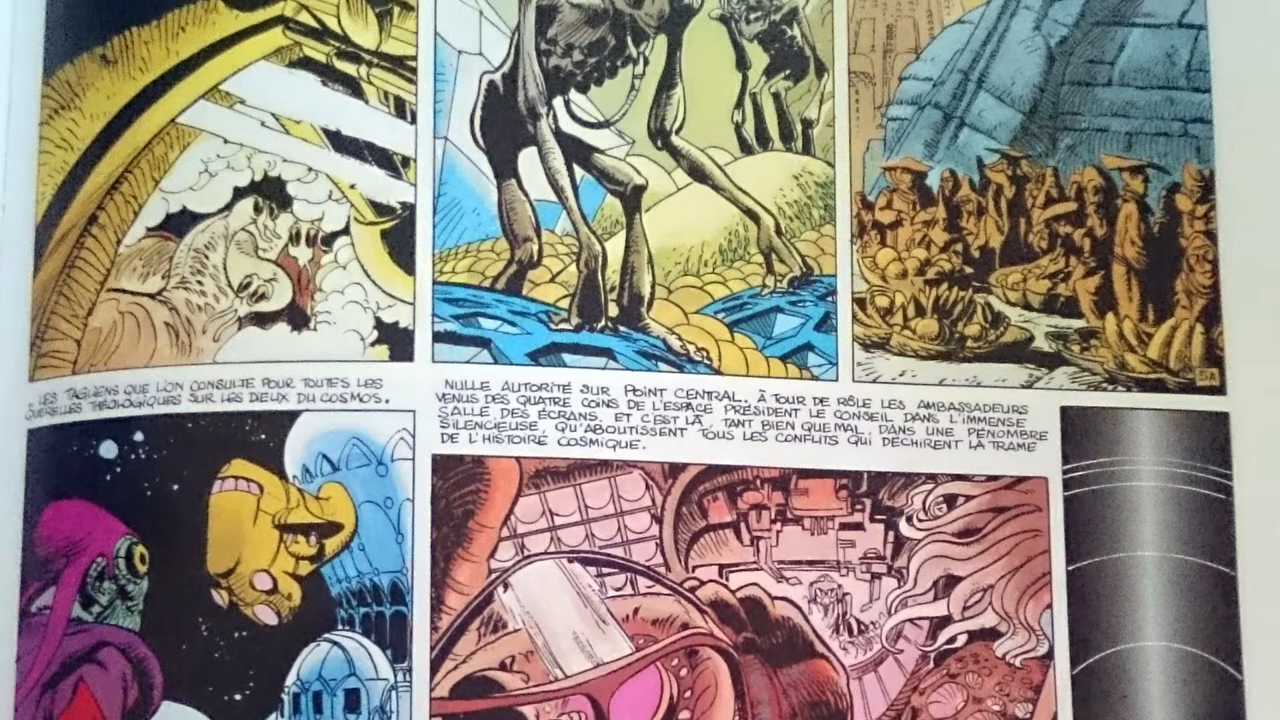 LES TAGLIENS QUE L'ON CONSULTE POUR TOUTES LES
QUERELLES THÉOLOGIQUES SUR LES DIEUX DU COSMOS.
NULLE AUTORITÉ SUR POINT CENTRAL. À TOUR DE RÔLE LES AMBASSADEURS
VENUS DES QUATRE COINS DE L'ESPACE PRÉSIDENT LE CONSEIL DANS L'IMMENSE
SALLE DES ÉCRANS. ET C'EST LÀ, TANT BIEN QUE MAL, DANS UNE PÉNOMBRE
SILENCIEUSE, QU'ABOUTISSENT TOUS LES CONFLITS QUI DÉCHIRENT LA TRAME
DE L'HISTOIRE COSMIQUE.
5A